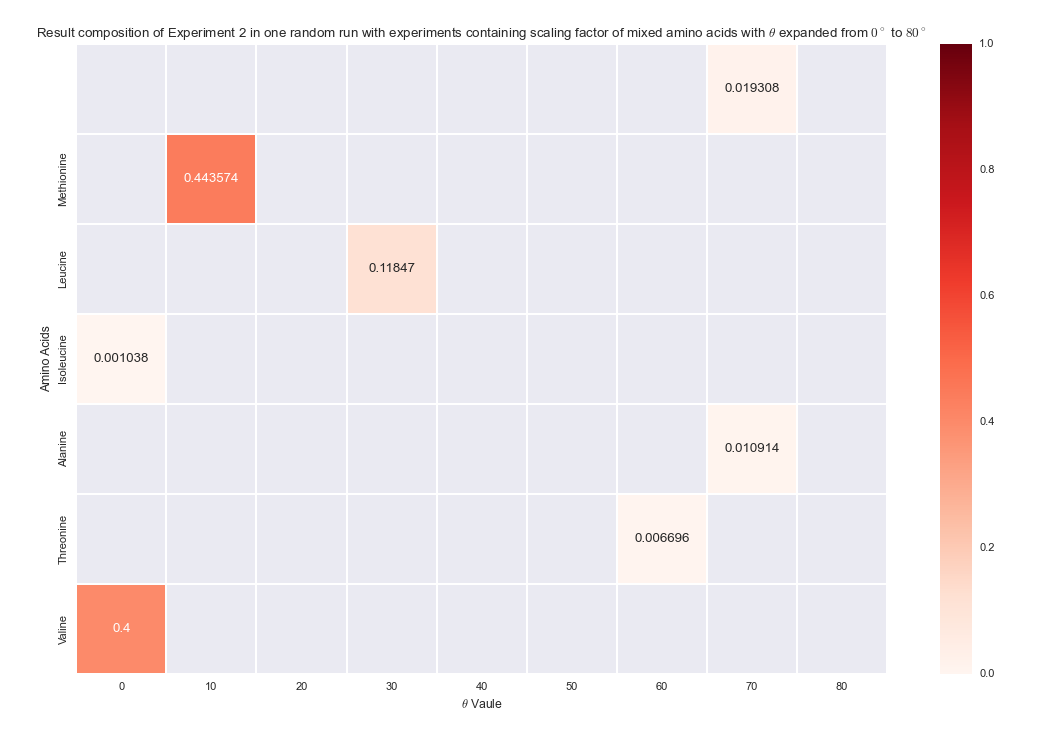 Result composition of Experiment 2 in one random run with experiments containing scaling factor of mixed amino acids with θ expanded from 0° to 80°
1.0
0.019308
Methionine
0.443574
0.8
Leucine
0.11847
0.6
Amino Acids
Isoleucine
0.001038
0.4
Alanine
0.010914
Threonine
0.006696
0.2
Valine
0.4
0.0
0 10 20 30 40 50 60 70 80
θ Vaule